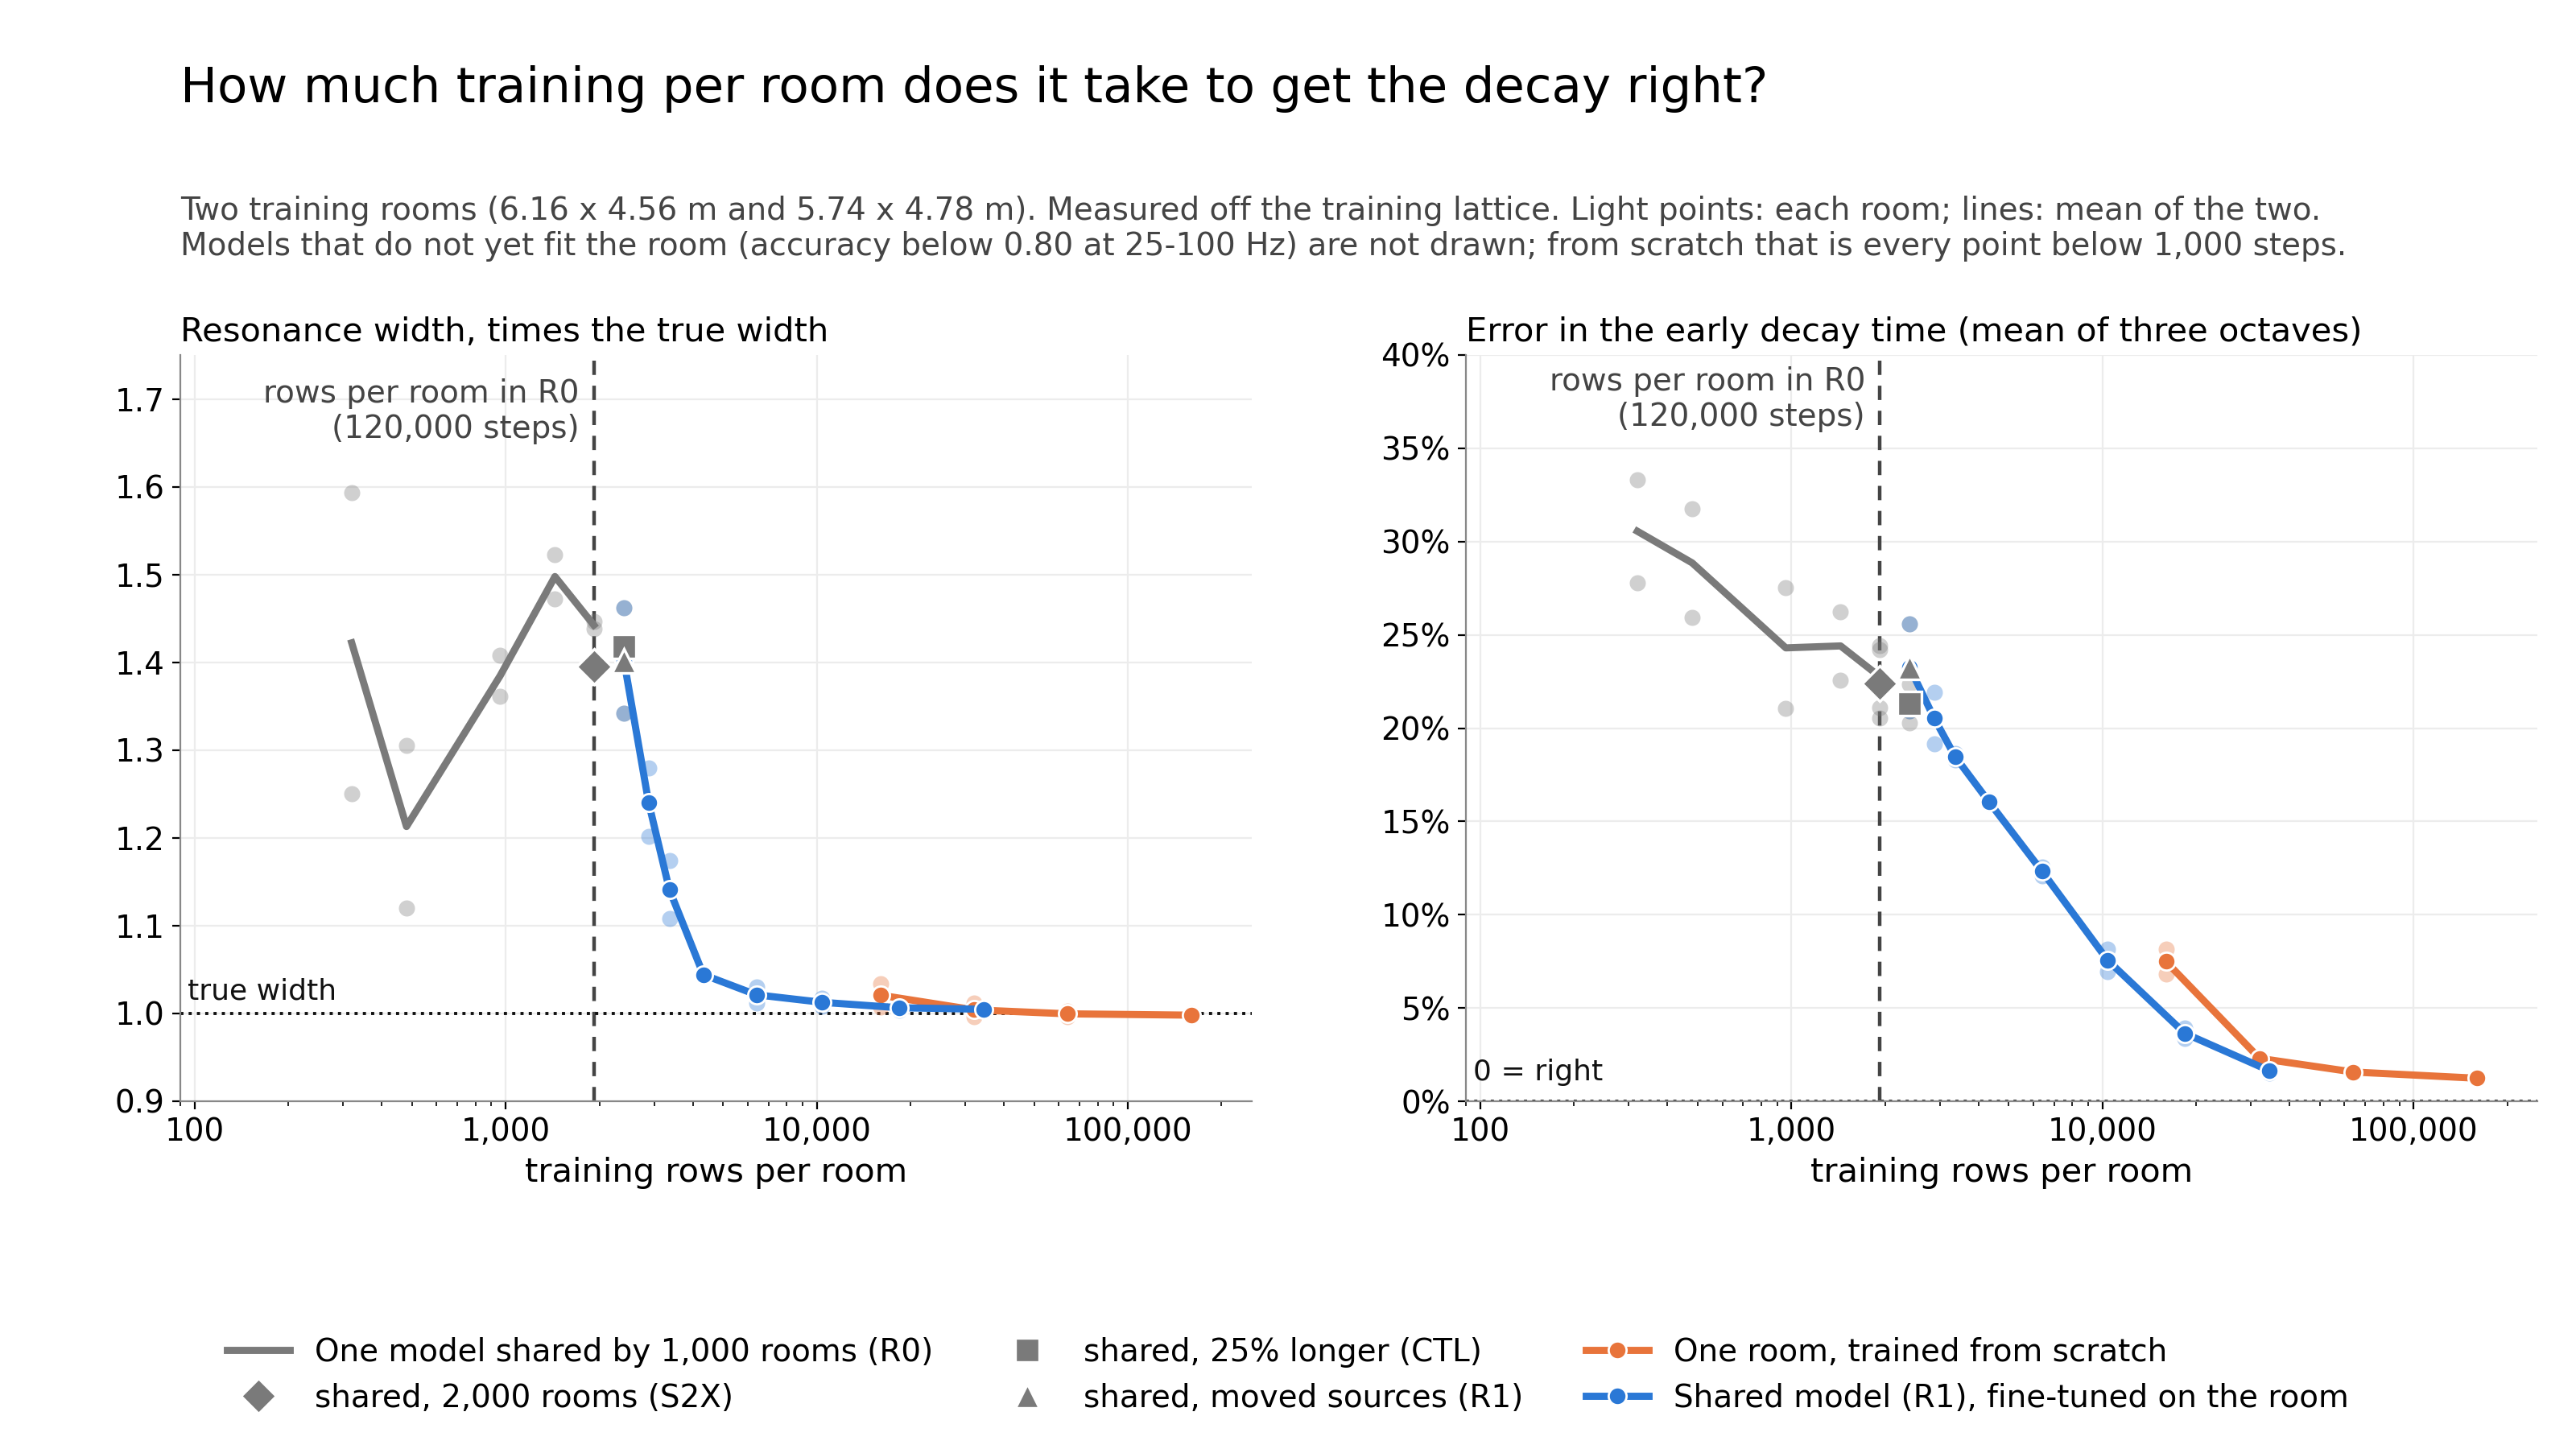 How much training per room does it take to get the decay right?
Two training rooms (6.16 x 4.56 m and 5.74 x 4.78 m). Measured off the training lattice. Light points: each room; lines: mean of the two.
Models that do not yet fit the room (accuracy below 0.80 at 25-100 Hz) are not drawn; from scratch that is every point below 1,000 steps.
Resonance width, times the true width
rows per room in R0
(120,000 steps)
1.7
1.6
1.5
1.4
1.3
1.2
1.1
1.0
0.9
true width
100
1,000
10,000
100,000
training rows per room
Error in the early decay time (mean of three octaves)
rows per room in R0
(120,000 steps)
40%
35%
30%
25%
20%
15%
10%
5%
0%
0 = right
100
1,000
10,000
100,000
training rows per room
One model shared by 1,000 rooms (R0)
shared, 2,000 rooms (S2X)
shared, 25% longer (CTL)
shared, moved sources (R1)
One room, trained from scratch
Shared model (R1), fine-tuned on the room